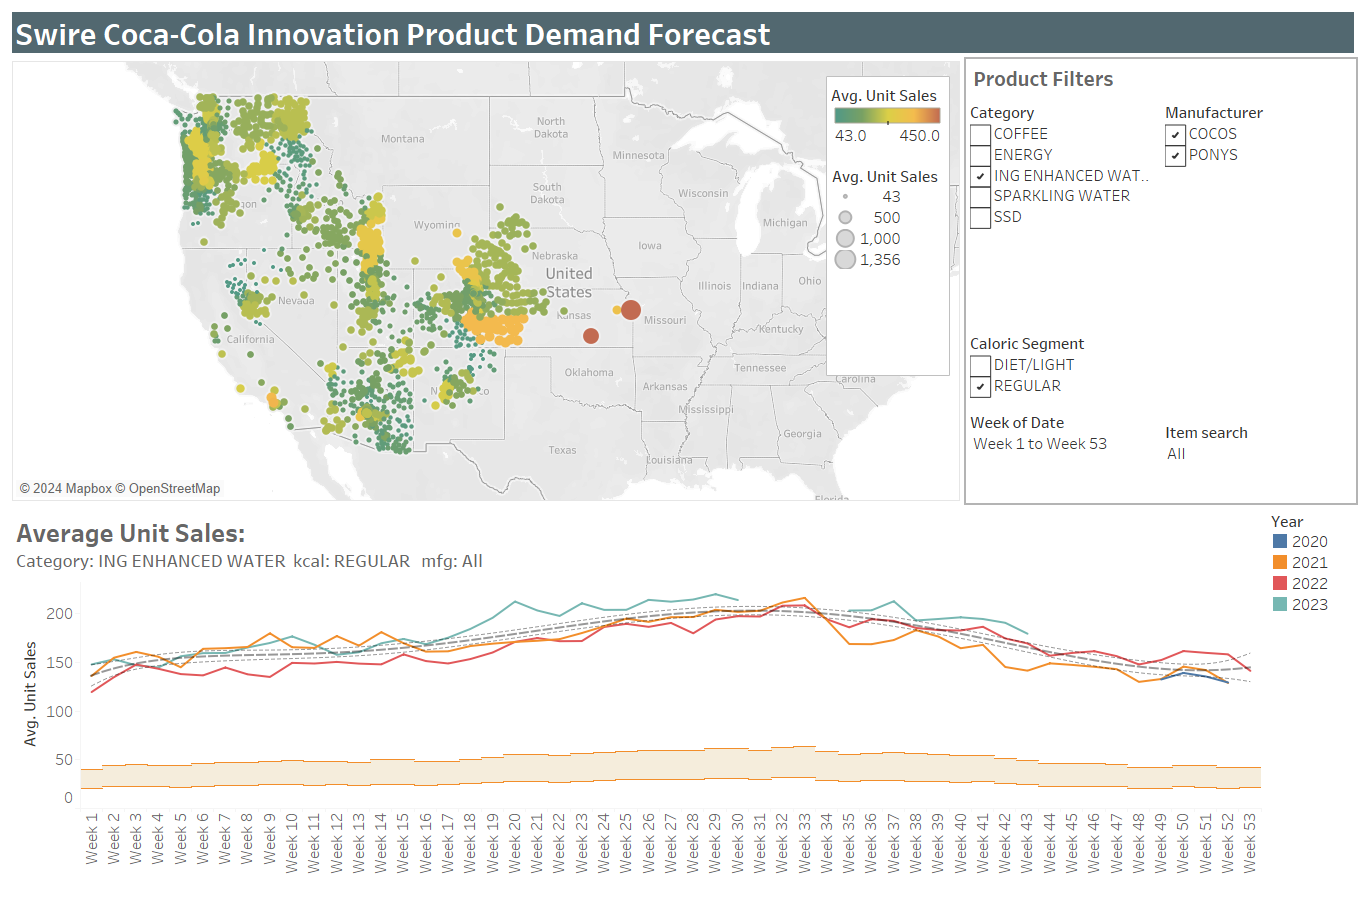 Swire Coca-Cola Innovation Product Demand Forecast
Montana
North
Dakota
Minnesota
South
Dakota
Wisconsin
Michigan
Wyoming
Iowa
Nebraska
United
States
Illinois
Indiana
Ohio
Nevada
Kansas
Missouri
California
Kentucky
Oklahoma
Tennessee
Arkansas
Carolina
Mississippi
Georgia
Texas
Louisiana
Florida
© 2024 Mapbox © OpenStreetMap
Avg. Unit Sales
43.0 450.0
Avg. Unit Sales
43
500
1,000
1,356
Product Filters
Category
COFFEE
ENERGY
ING ENHANCED WAT..
SPARKLING WATER
SSD
Manufacturer
COCOS
PONYS
Caloric Segment
DIET/LIGHT
REGULAR
Week of Date
Week 1 to Week 53
Item search
All
Average Unit Sales:
Category: ING ENHANCED WATER kcal: REGULAR mfg: All
Year
2020
2021
2022
2023
Avg. Unit Sales
200
150
100
50
0
Week 1
Week 2
Week 3
Week 4
Week 5
Week 6
Week 7
Week 8
Week 9
Week 10
Week 11
Week 12
Week 13
Week 14
Week 15
Week 16
Week 17
Week 18
Week 19
Week 20
Week 21
Week 22
Week 23
Week 24
Week 25
Week 26
Week 27
Week 28
Week 29
Week 30
Week 31
Week 32
Week 33
Week 34
Week 35
Week 36
Week 37
Week 38
Week 39
Week 40
Week 41
Week 42
Week 43
Week 44
Week 45
Week 46
Week 47
Week 48
Week 49
Week 50
Week 51
Week 52
Week 53